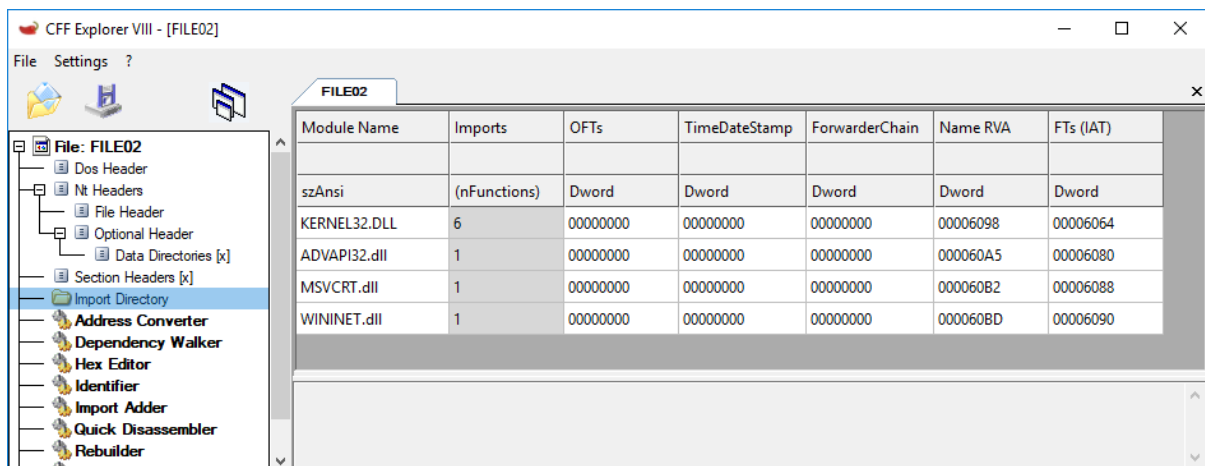 CFF Explorer VIII - [FILE02]
File Settings ?
FILE02
File: FILE02
Dos Header
Nt Headers
File Header
Optional Header
Data Directories [x]
Section Headers [x]
Import Directory
Address Converter
Dependency Walker
Hex Editor
Identifier
Import Adder
Quick Disassembler
Rebuilder
Module Name Imports OFTs TimeDateStamp ForwarderChain Name RVA FTs (IAT)
szAnsi (nFunctions) Dword Dword Dword Dword Dword
KERNEL32.DLL 6 00000000 00000000 00000000 00006098 00006064
ADVAPI32.dll 1 00000000 00000000 00000000 000060A5 00006080
MSVCRT.dll 1 00000000 00000000 00000000 000060B2 00006088
WININET.dll 1 00000000 00000000 00000000 000060BD 00006090